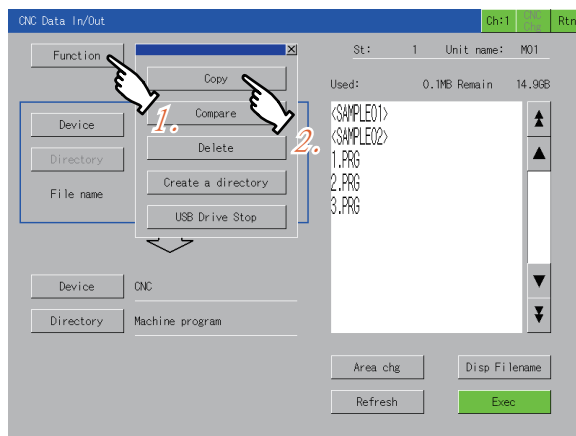 CNC Data In/Out
Ch:1
CNC Chg
Rtn
Function
St: 1 Unit name: M01
Copy
Used: 0.1MB Remain 14.9GB
1.
Compare
2.
Device
Delete
Directory
Create a directory
File name
USB Drive Stop
<SAMPLE01>
<SAMPLE02>
1.PRG
2.PRG
3.PRG
Device CNC
Directory Machine program
Area chg
Disp Filename
Refresh
Exec